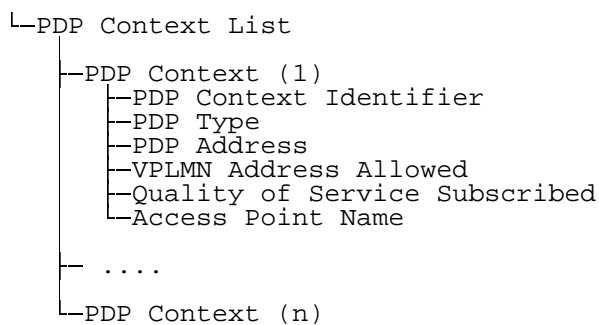 PDP Context List
PDP Context (1)
PDP Context Identifier
PDP Type
PDP Address
VPLMN Address Allowed
Quality of Service Subscribed
Access Point Name
....
PDP Context (n)